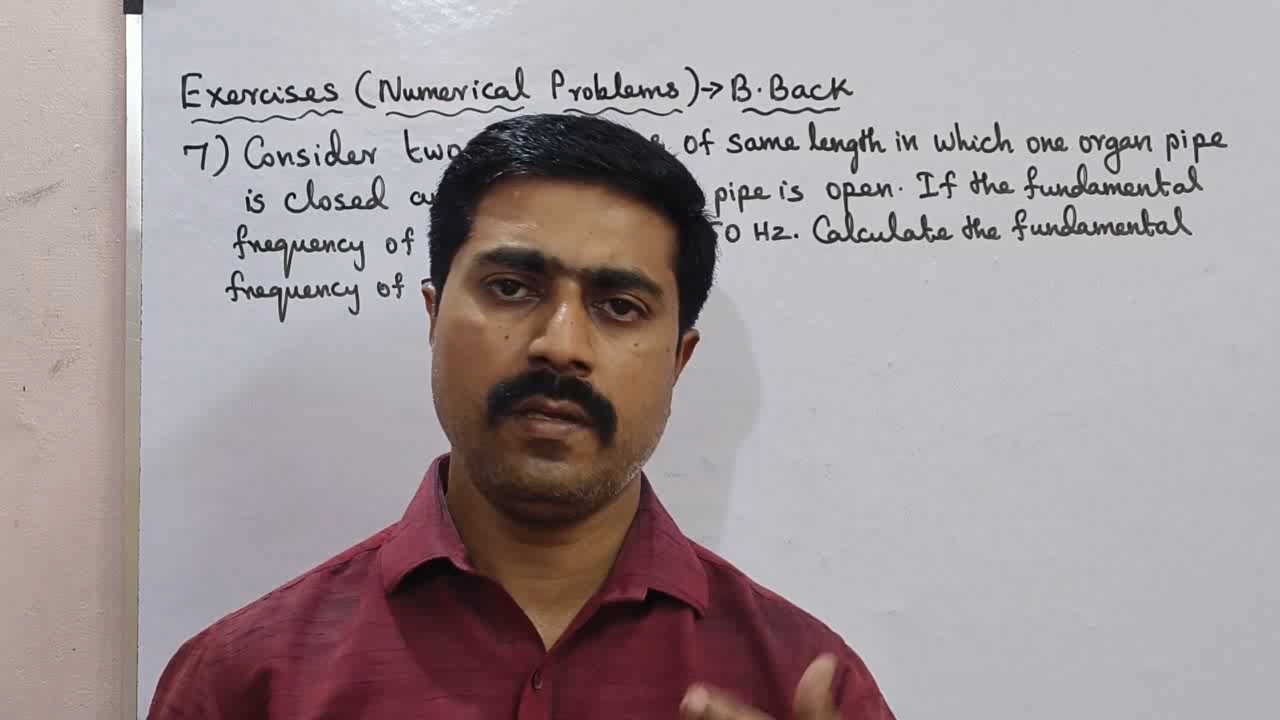 Exercises (Numerical Problems) → B.Back
7) Consider two of same length in which one organ pipe
is closed pipe is open. If the fundamental
frequency of Hz. Calculate the fundamental
frequency of